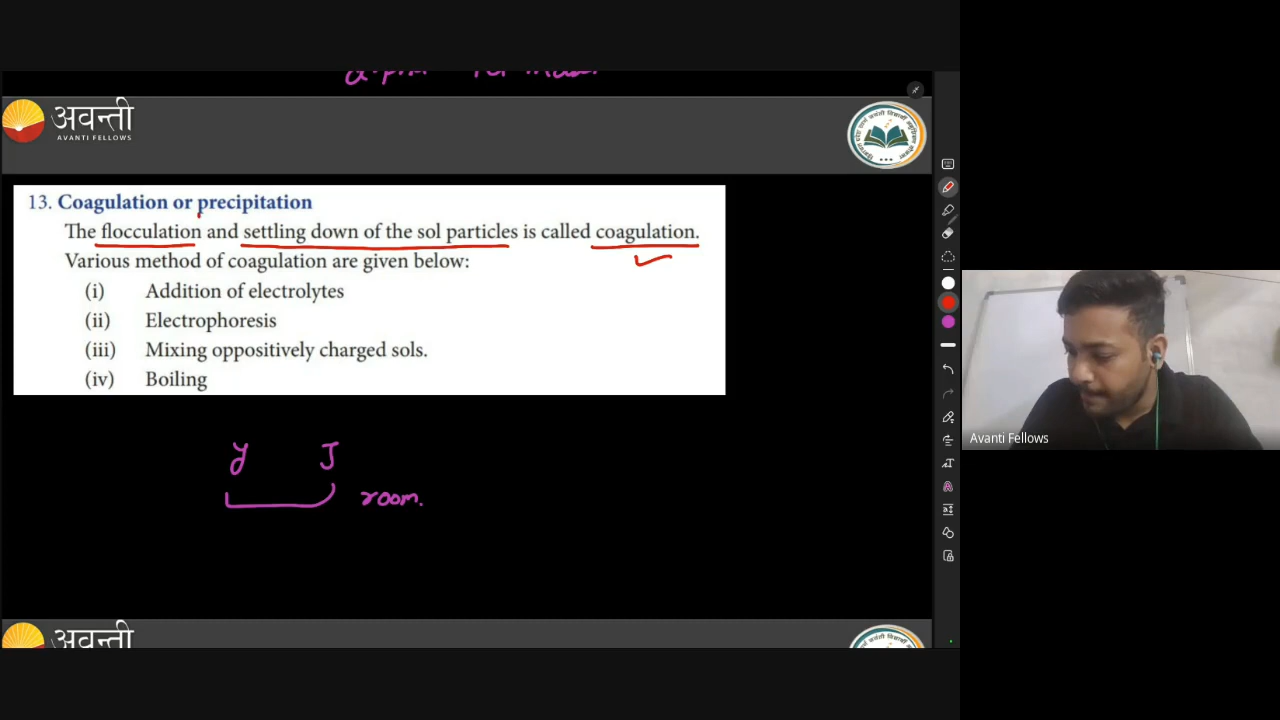 अवन्ती
AVANTI FELLOWS
13. Coagulation or precipitation
The flocculation and settling down of the sol particles is called coagulation.
Various method of coagulation are given below:
(i) Addition of electrolytes
(ii) Electrophoresis
(iii) Mixing oppositively charged sols.
(iv) Boiling
y J
room.
Avanti Fellows
अवन्ती